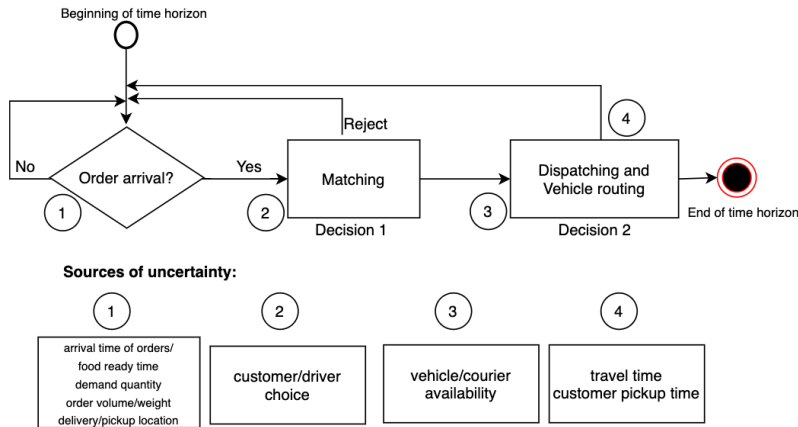 Beginning of time horizon
Reject
4
No
Order arrival?
Yes
Matching
Dispatching and
Vehicle routing
1
2
3
Decision 1
Decision 2
End of time horizon
Sources of uncertainty:
1
2
3
4
arrival time of orders/
food ready time
demand quantity
order volume/weight
delivery/pickup location
customer/driver
choice
vehicle/courier
availability
travel time
customer pickup time